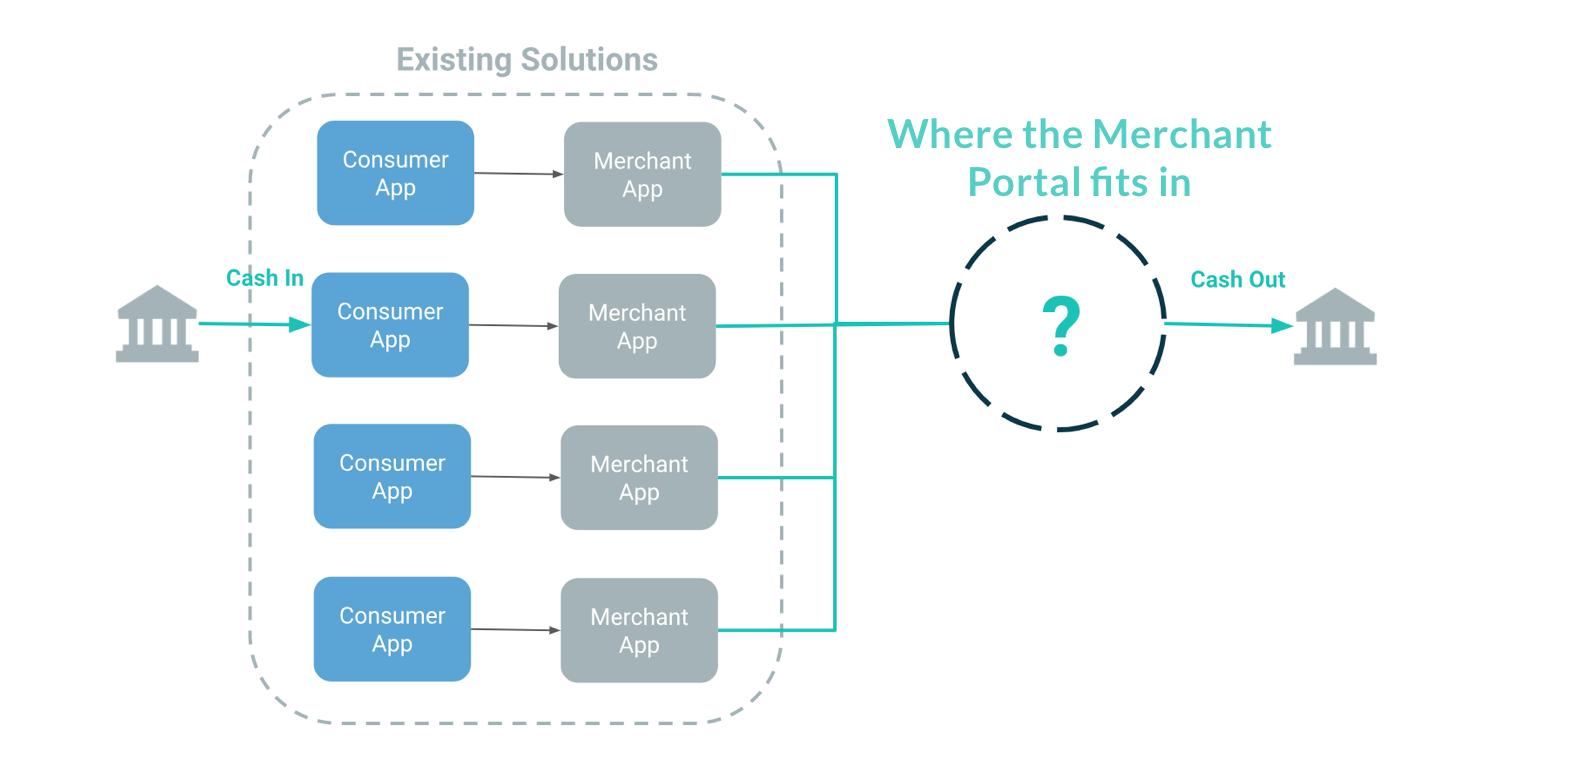 Existing Solutions
Where the Merchant
Portal fits in
Consumer
App
Merchant
App
Cash In
Consumer
App
Merchant
App
?
Cash Out
Consumer
App
Merchant
App
Consumer
App
Merchant
App